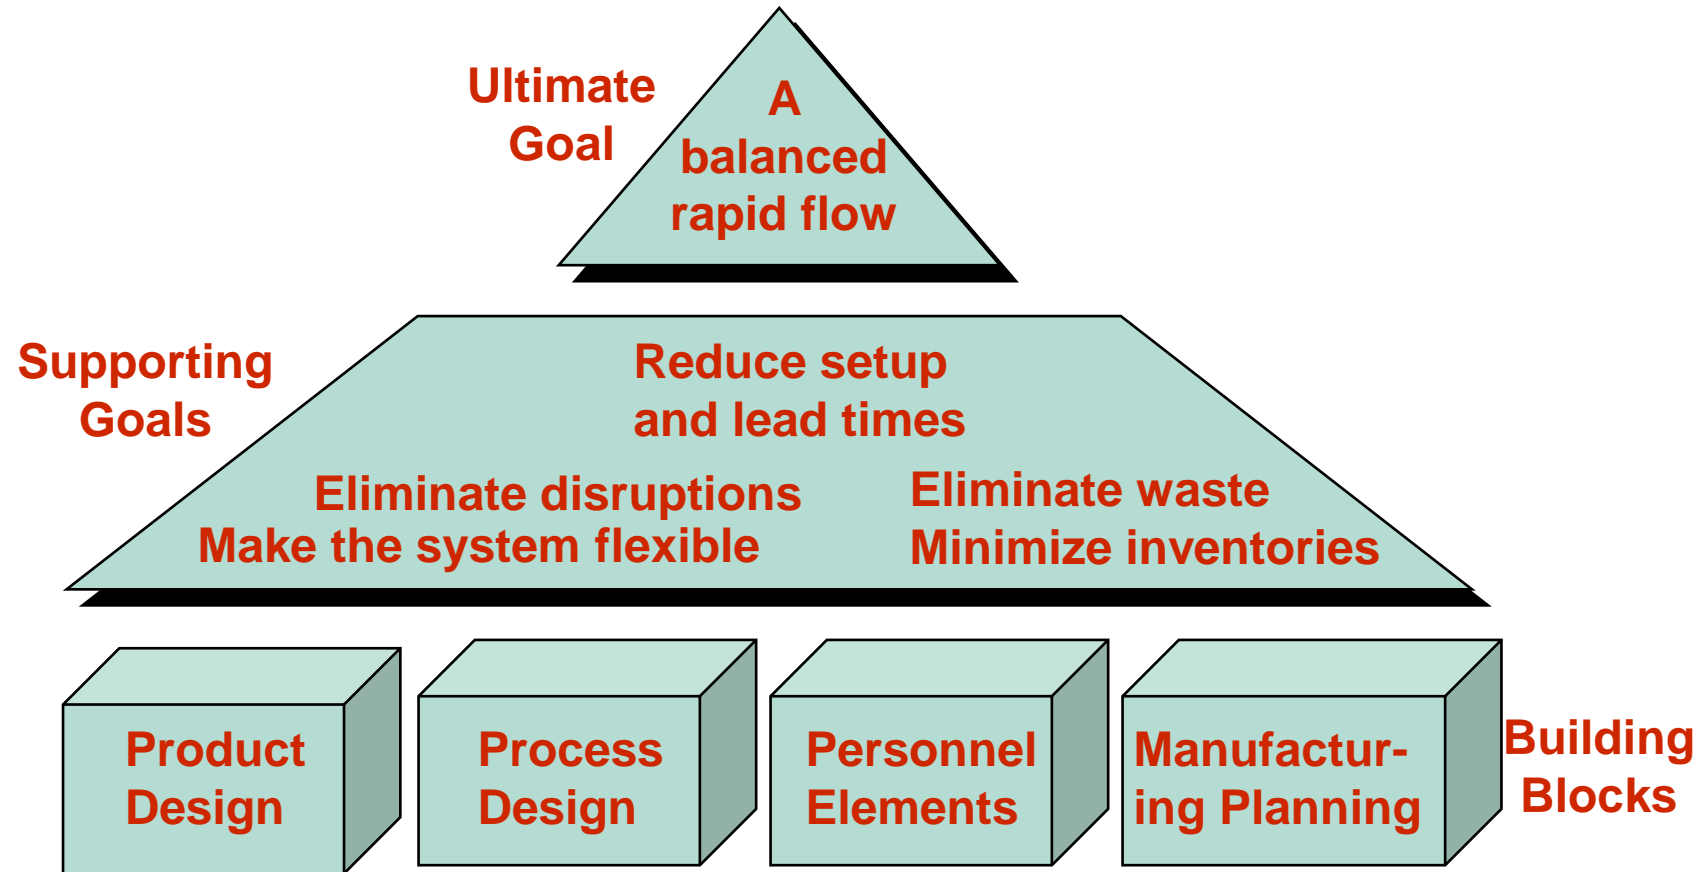 Ultimate
Goal
A
balanced
rapid flow
Supporting
Goals
Reduce setup
and lead times
Eliminate disruptions
Make the system flexible
Eliminate waste
Minimize inventories
Product
Design
Process
Design
Personnel
Elements
Manufactur-
ing Planning
Building
Blocks